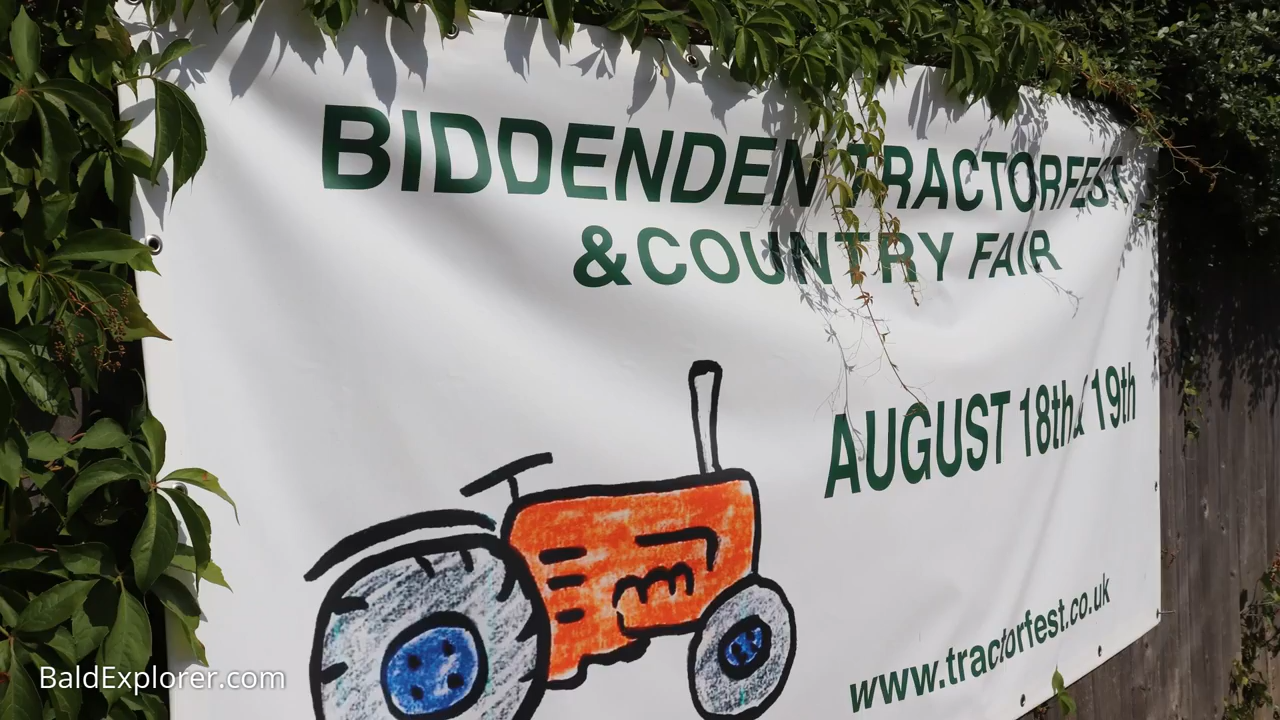 BIDDENDEN TRACTORFEST
&COUNTRY FAIR
AUGUST 18th & 19th
www.tractorfest.co.uk
BaldExplorer.com